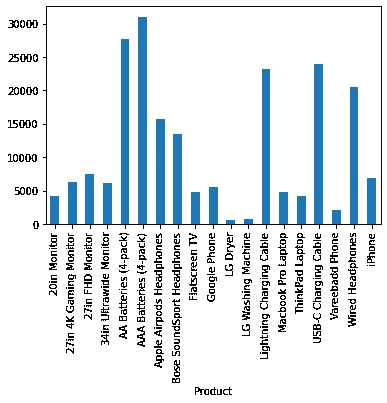 30000
25000
20000
15000
10000
5000
0
20in Monitor
27in 4K Gaming Monitor
27in FHD Monitor
34in Ultrawide Monitor
AA Batteries (4-pack)
AAA Batteries (4-pack)
Apple Airpods Headphones
Bose SoundSport Headphones
Flatscreen TV
Google Phone
LG Dryer
LG Washing Machine
Lightning Charging Cable
Macbook Pro Laptop
ThinkPad Laptop
USB-C Charging Cable
Vareebadd Phone
Wired Headphones
iPhone
Product